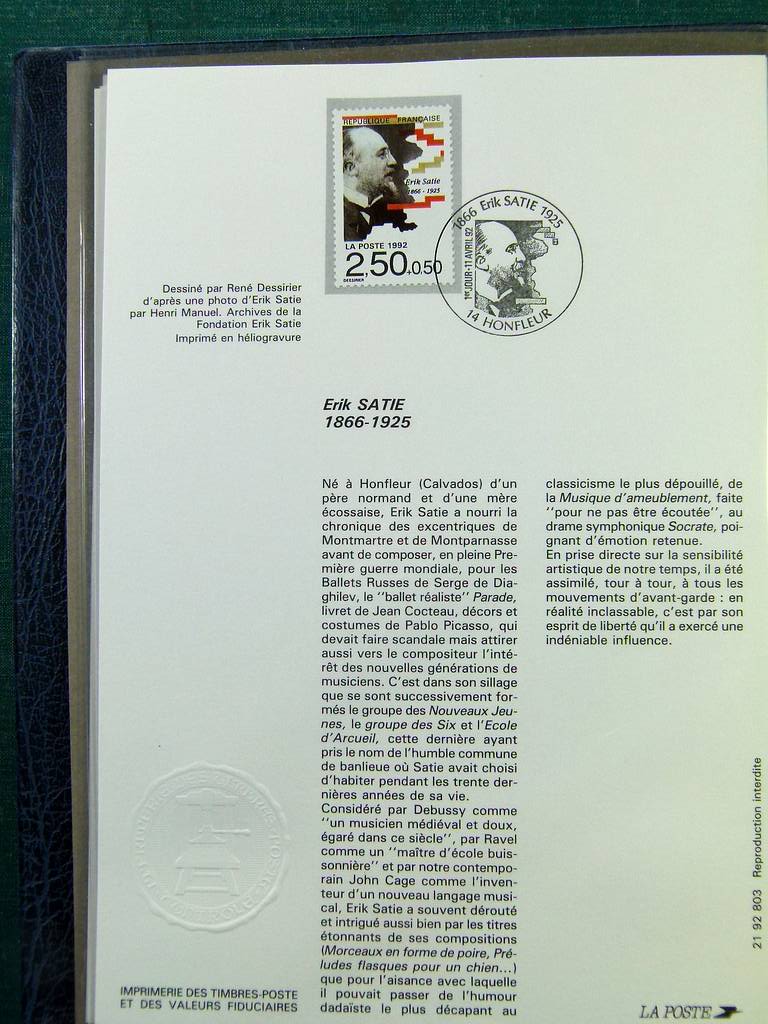 REPUBLIQUE FRANÇAISE
Erik Satie
1866 - 1925
LA POSTE 1992
2,50+0.50
DESSIRIER
1866 Erik SATIE 1925
1er JOUR-11 AVRIL 92
14 HONFLEUR
Dessiné par René Dessirier
d'après une photo d'Erik Satie
par Henri Manuel. Archives de la
Fondation Erik Satie
Imprimé en héliogravure
Erik SATIE
1866-1925
Né à Honfleur (Calvados) d'un
père normand et d'une mère
écossaise, Erik Satie a nourri la
chronique des excentriques de
Montmartre et de Montparnasse
avant de composer, en pleine Pre-
mière guerre mondiale, pour les
Ballets Russes de Serge de Dia-
ghilev, le ''ballet réaliste'' Parade,
livret de Jean Cocteau, décors et
costumes de Pablo Picasso, qui
devait faire scandale mais attirer
aussi vers le compositeur l'inté-
rêt des nouvelles générations de
musiciens. C'est dans son sillage
que se sont successivement for-
més le groupe des Nouveaux Jeu-
nes, le groupe des Six et l'Ecole
d'Arcueil, cette dernière ayant
pris le nom de l'humble commune
de banlieue où Satie avait choisi
d'habiter pendant les trente der-
nières années de sa vie.
Considéré par Debussy comme
''un musicien médiéval et doux,
égaré dans ce siècle'', par Ravel
comme un ''maître d'école buis-
sonnière'' et par notre contempo-
rain John Cage comme l'inven-
teur d'un nouveau langage musi-
cal, Erik Satie a souvent dérouté
et intrigué aussi bien par les titres
étonnants de ses compositions
(Morceaux en forme de poire, Pré-
ludes flasques pour un chien...)
que pour l'aisance avec laquelle
il pouvait passer de l'humour
dadaïste le plus décapant au
classicisme le plus dépouillé, de
la Musique d'ameublement, faite
''pour ne pas être écoutée'', au
drame symphonique Socrate, poi-
gnant d'émotion retenue.
En prise directe sur la sensibilité
artistique de notre temps, il a été
assimilé, tour à tour, à tous les
mouvements d'avant-garde : en
réalité inclassable, c'est par son
esprit de liberté qu'il a exercé une
indéniable influence.
IMPRIMERIE DES TIMBRES-POSTE
ET DES VALEURS FIDUCIAIRES
21 92 803 Reproduction interdite
LA POSTE